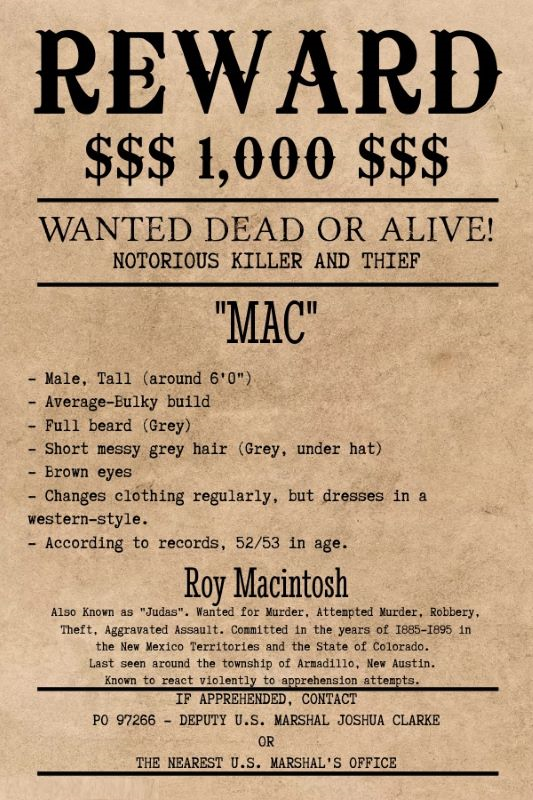 REWARD
$$$ 1,000 $$$
WANTED DEAD OR ALIVE!
NOTORIOUS KILLER AND THIEF
"MAC"
- Male, Tall (around 6'0")
- Average-Bulky build
- Full beard (Grey)
- Short messy grey hair (Grey, under hat)
- Brown eyes
- Changes clothing regularly, but dresses in a
western-style.
- According to records, 52/53 in age.
Roy Macintosh
Also Known as "Judas". Wanted for Murder, Attempted Murder, Robbery,
Theft, Aggravated Assault. Committed in the years of 1885-1895 in
the New Mexico Territories and the State of Colorado.
Last seen around the township of Armadillo, New Austin.
Known to react violently to apprehension attempts.
IF APPREHENDED, CONTACT
PO 97266 - DEPUTY U.S. MARSHAL JOSHUA CLARKE
OR
THE NEAREST U.S. MARSHAL'S OFFICE